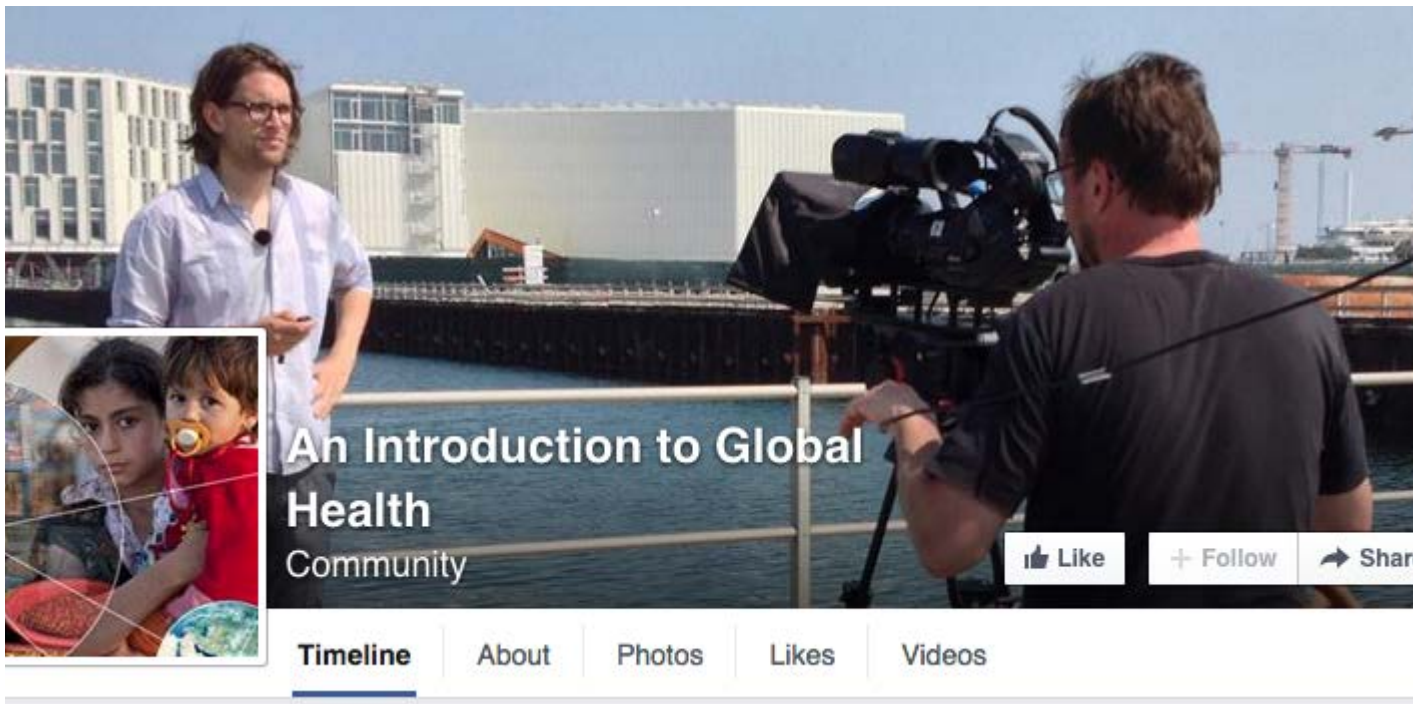 An Introduction to Global
Health
Community
Like
+ Follow
Shar
Timeline
About
Photos
Likes
Videos